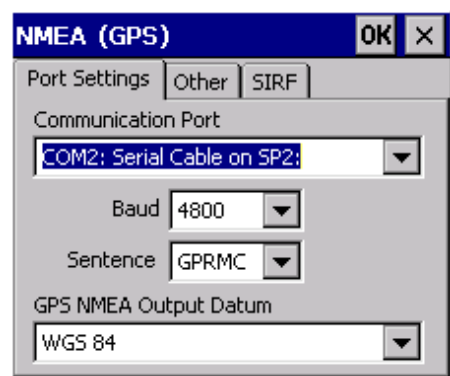 NMEA (GPS) OK ×
Port Settings Other SIRF
Communication Port
COM2: Serial Cable on SP2:
Baud 4800
Sentence GPRMC
GPS NMEA Output Datum
WGS 84